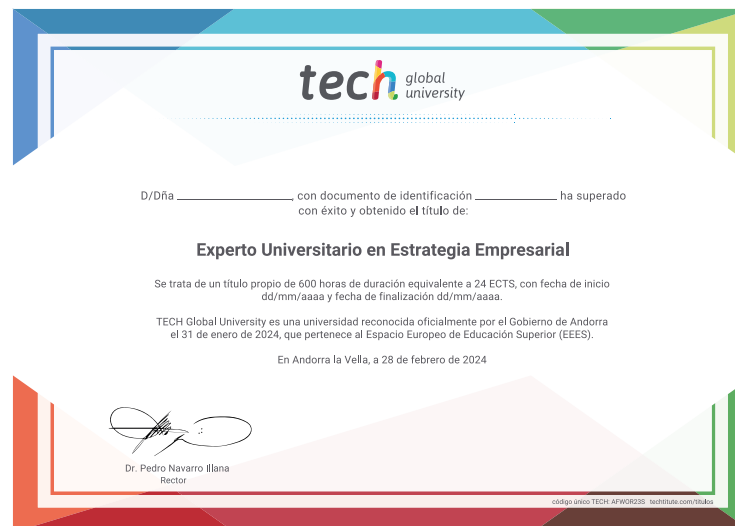 tech global
university
D/Dña ____________, con documento de identificación __________ ha superado
con éxito y obtenido el título de:
Experto Universitario en Estrategia Empresarial
Se trata de un título propio de 600 horas de duración equivalente a 24 ECTS, con fecha de inicio
dd/mm/aaaa y fecha de finalización dd/mm/aaaa.
TECH Global University es una universidad reconocida oficialmente por el Gobierno de Andorra
el 31 de enero de 2024, que pertenece al Espacio Europeo de Educación Superior (EEES).
En Andorra la Vella, a 28 de febrero de 2024
Dr. Pedro Navarro Illana
Rector
código único TECH: AFWOR23S techtitute.com/titulos